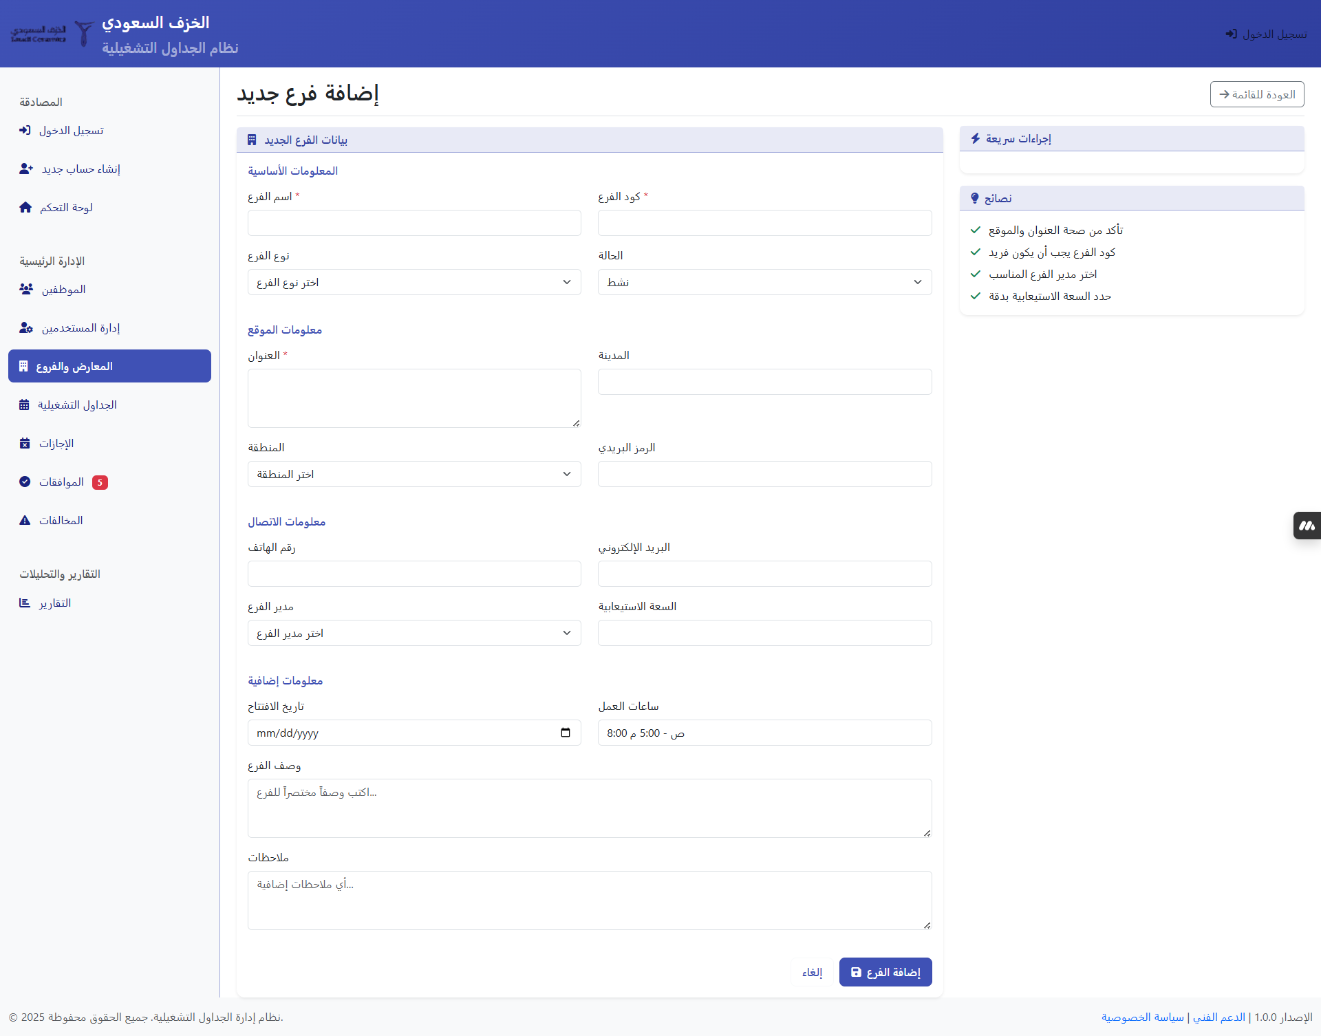 الخزف السعودي
Saudi Ceramics
الخزف السعودي
نظام الجداول التشغيلية
تسجيل الدخول
المصادقة
تسجيل الدخول
إنشاء حساب جديد
لوحة التحكم
الإدارة الرئيسية
الموظفين
إدارة المستخدمين
المعارض والفروع
الجداول التشغيلية
الإجازات
الموافقات 5
المخالفات
التقارير والتحليلات
التقارير
إضافة فرع جديد
العودة للقائمة
بيانات الفرع الجديد
المعلومات الأساسية
اسم الفرع *
كود الفرع *
نوع الفرع
الحالة
اختر نوع الفرع
نشط
معلومات الموقع
العنوان *
المدينة
المنطقة
الرمز البريدي
اختر المنطقة
معلومات الاتصال
رقم الهاتف
البريد الإلكتروني
مدير الفرع
السعة الاستيعابية
اختر مدير الفرع
معلومات إضافية
تاريخ الافتتاح
ساعات العمل
mm/dd/yyyy
8:00 ص - 5:00 م
وصف الفرع
اكتب وصفاً مختصراً للفرع...
ملاحظات
أي ملاحظات إضافية...
إلغاء
إضافة الفرع
إجراءات سريعة
نصائح
تأكد من صحة العنوان والموقع
كود الفرع يجب أن يكون فريد
اختر مدير الفرع المناسب
حدد السعة الاستيعابية بدقة
© 2025 نظام إدارة الجداول التشغيلية. جميع الحقوق محفوظة.
الإصدار 1.0.0 | الدعم الفني | سياسة الخصوصية